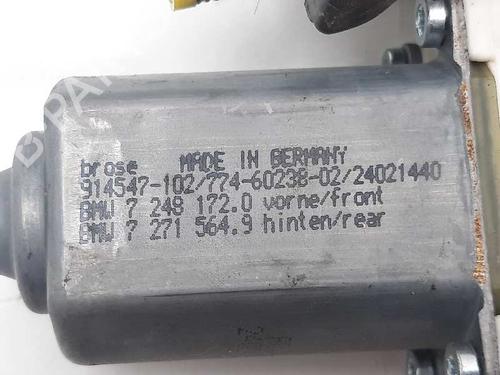 brose MADE IN GERMANY
914547-102/774-60238-02/24021440
BMW 7 248 172.0 vorne/front
BMW 7 271 564.9 hinten/rear
B PARTS